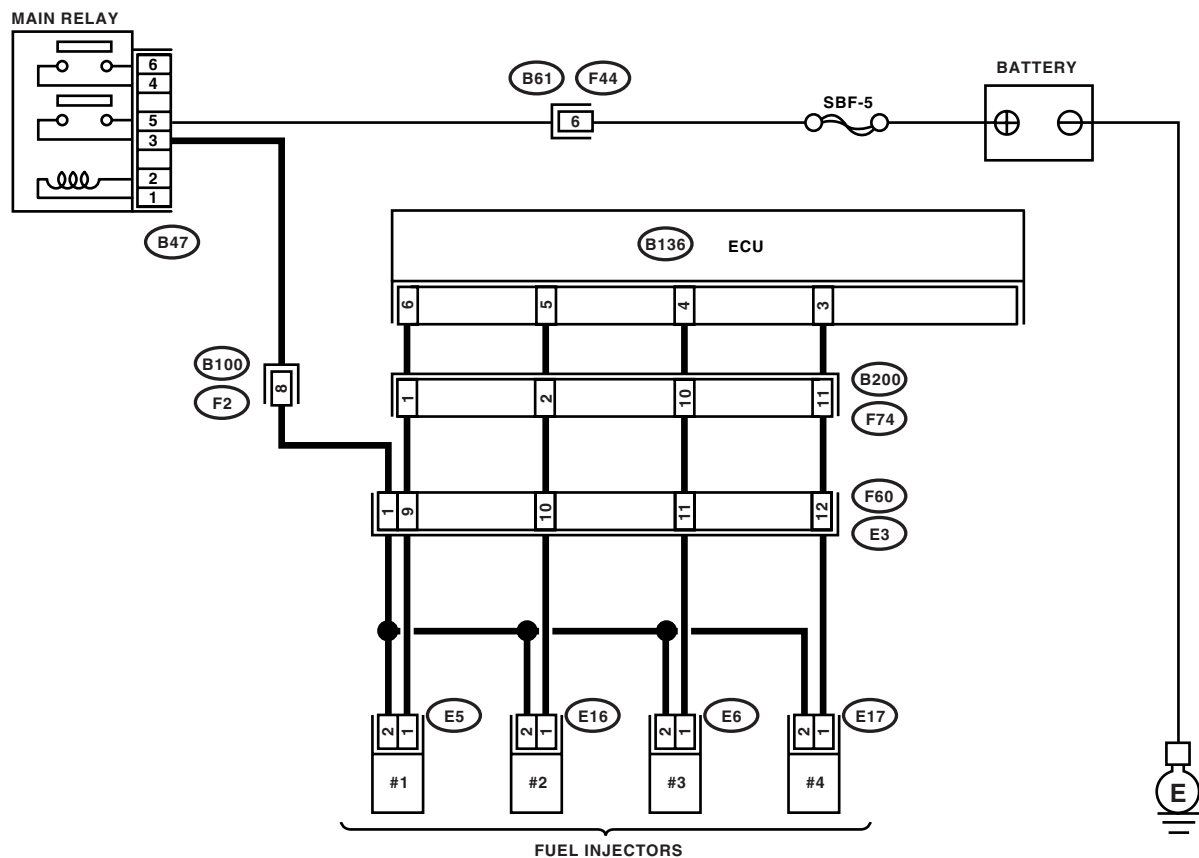 MAIN RELAY
6
4
5
3
2
1
B47
B61 F44
6
SBF-5
BATTERY
B136 ECU
6 5 4 3
B100
8
F2
1 2 10 11
B200
F74
1 9 10 11 12
F60
E3
2 1
E5
2 1
E16
2 1
E6
2 1
E17
#1 #2 #3 #4
E
FUEL INJECTORS